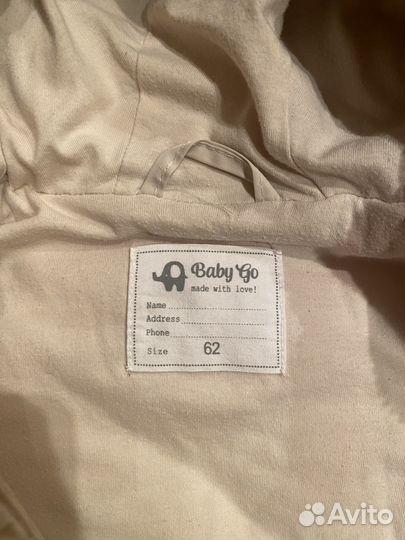 Baby Go
made with love!
Name
Address
Phone
Size 62
Avito